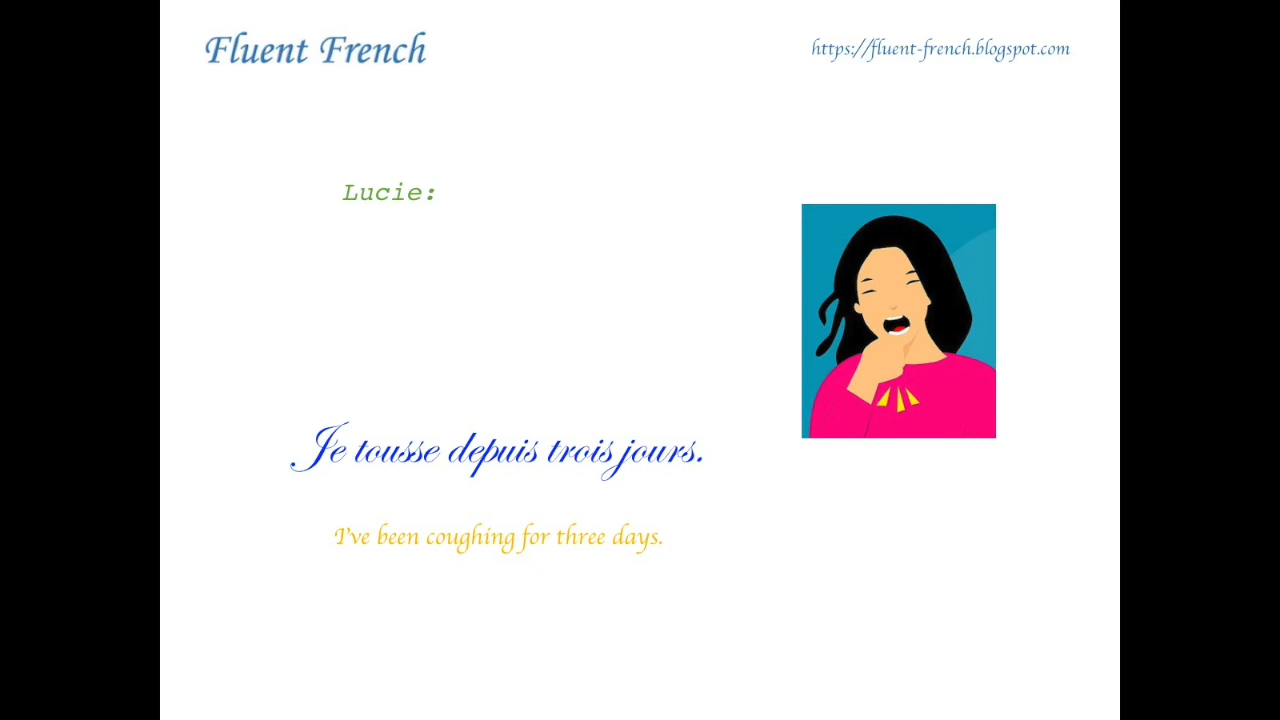 Fluent French
https://fluent-french.blogspot.com
Lucie:
Je tousse depuis trois jours.
I've been coughing for three days.